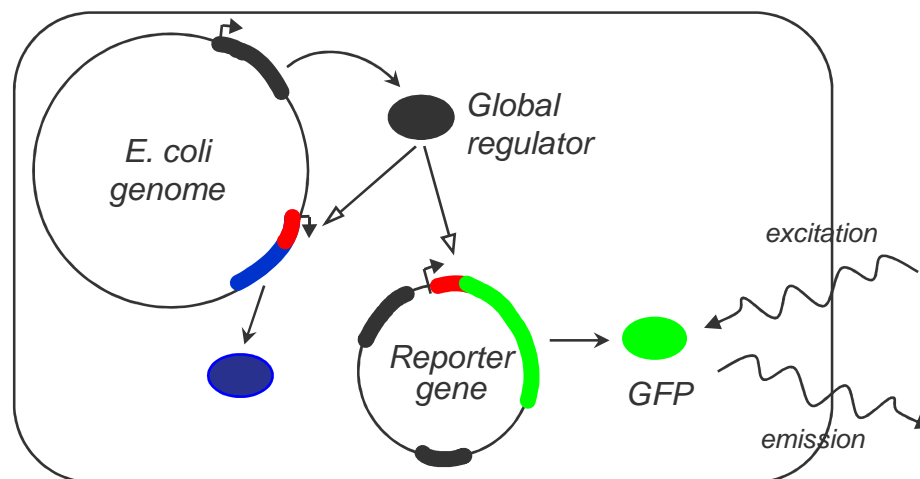 E. coli
genome
Global
regulator
excitation
Reporter
gene
GFP
emission